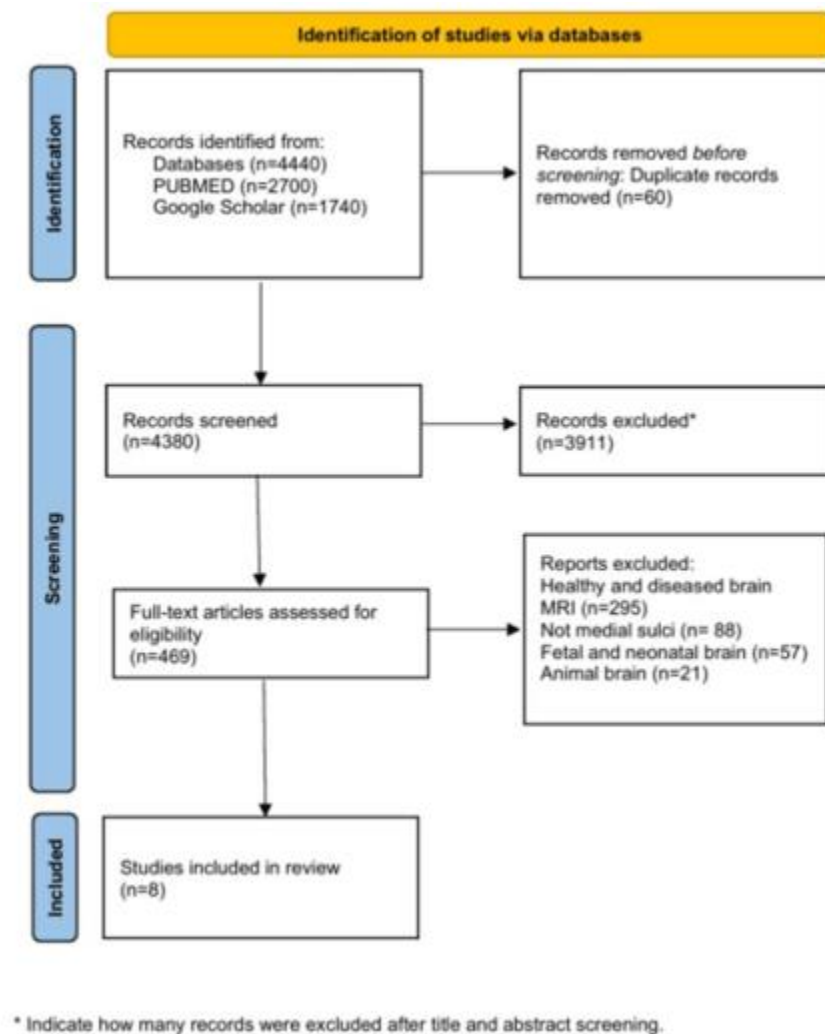 Identification of studies via databases
Identification
Records identified from:
Databases (n=4440)
PUBMED (n=2700)
Google Scholar (n=1740)
Records removed before
screening: Duplicate records
removed (n=60)
Screening
Records screened
(n=4380)
Records excluded*
(n=3911)
Full-text articles assessed for
eligibility
(n=469)
Reports excluded:
Healthy and diseased brain
MRI (n=295)
Not medial sulci (n= 88)
Fetal and neonatal brain (n=57)
Animal brain (n=21)
Included
Studies included in review
(n=8)
* Indicate how many records were excluded after title and abstract screening.